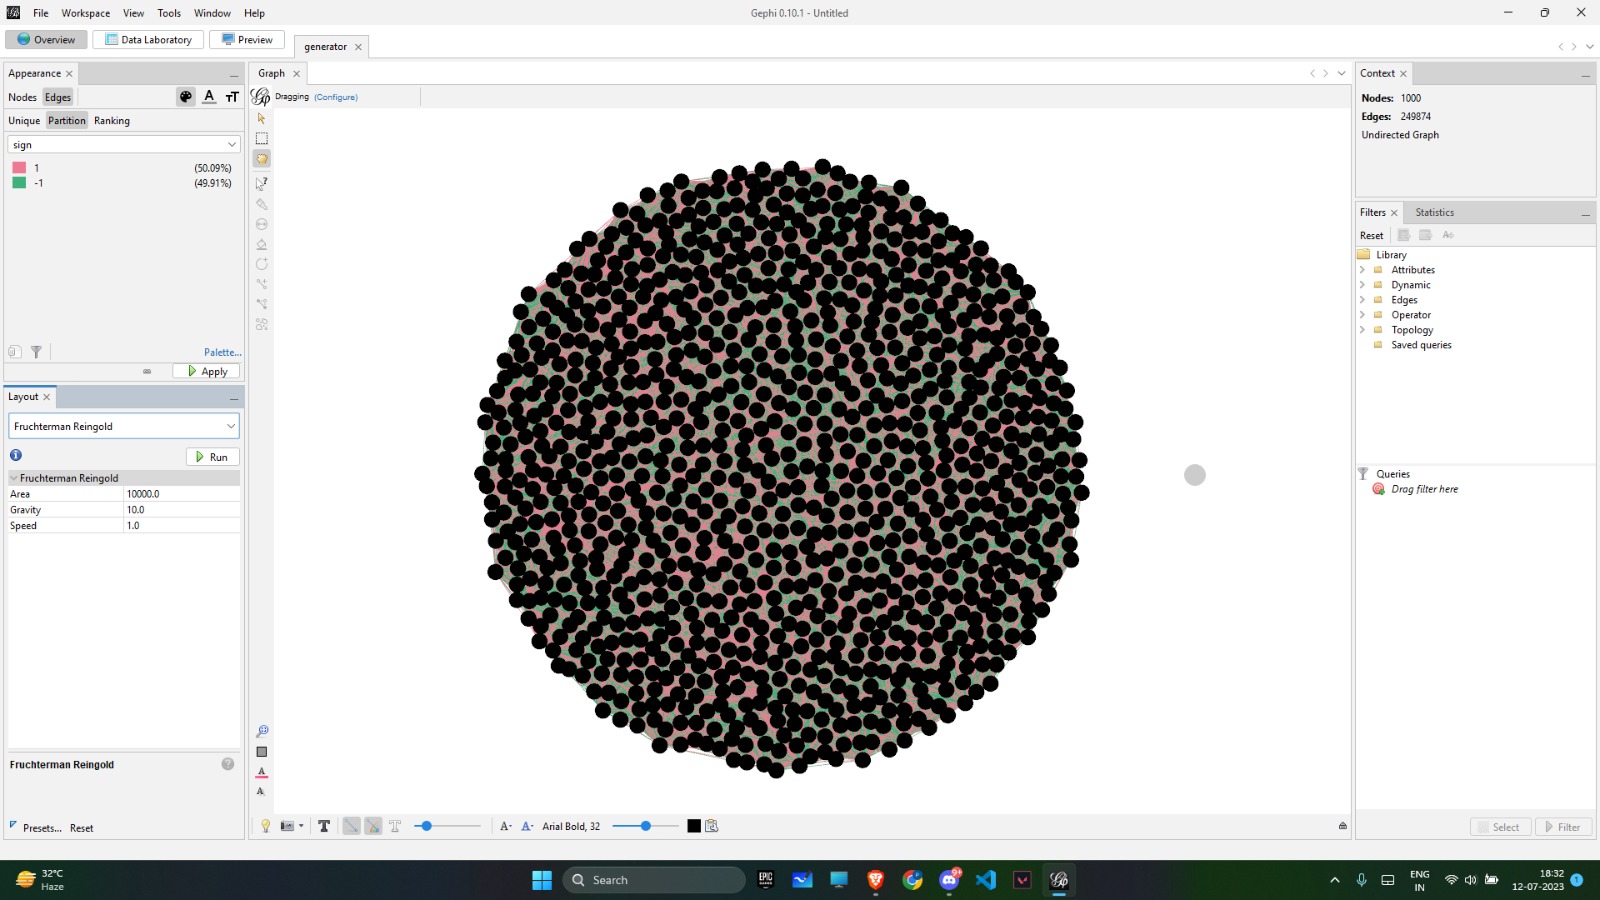 File Workspace View Tools Window Help
Gephi 0.10.1 - Untitled
Overview Data Laboratory Preview
generator
Appearance
Nodes Edges
Unique Partition Ranking
sign
1 (50.09%)
-1 (49.91%)
Palette...
Apply
Layout
Fruchterman Reingold
Run
Fruchterman Reingold
Area 10000.0
Gravity 10.0
Speed 1.0
Fruchterman Reingold
Presets... Reset
Graph
Dragging (Configure)
Arial Bold, 32
Context
Nodes: 1000
Edges: 249874
Undirected Graph
Filters Statistics
Reset
Library
Attributes
Dynamic
Edges
Operator
Topology
Saved queries
Queries
Drag filter here
Select Filter
32°C
Haze
Search
EPIC
9+
ENG
IN
18:32
12-07-2023
1